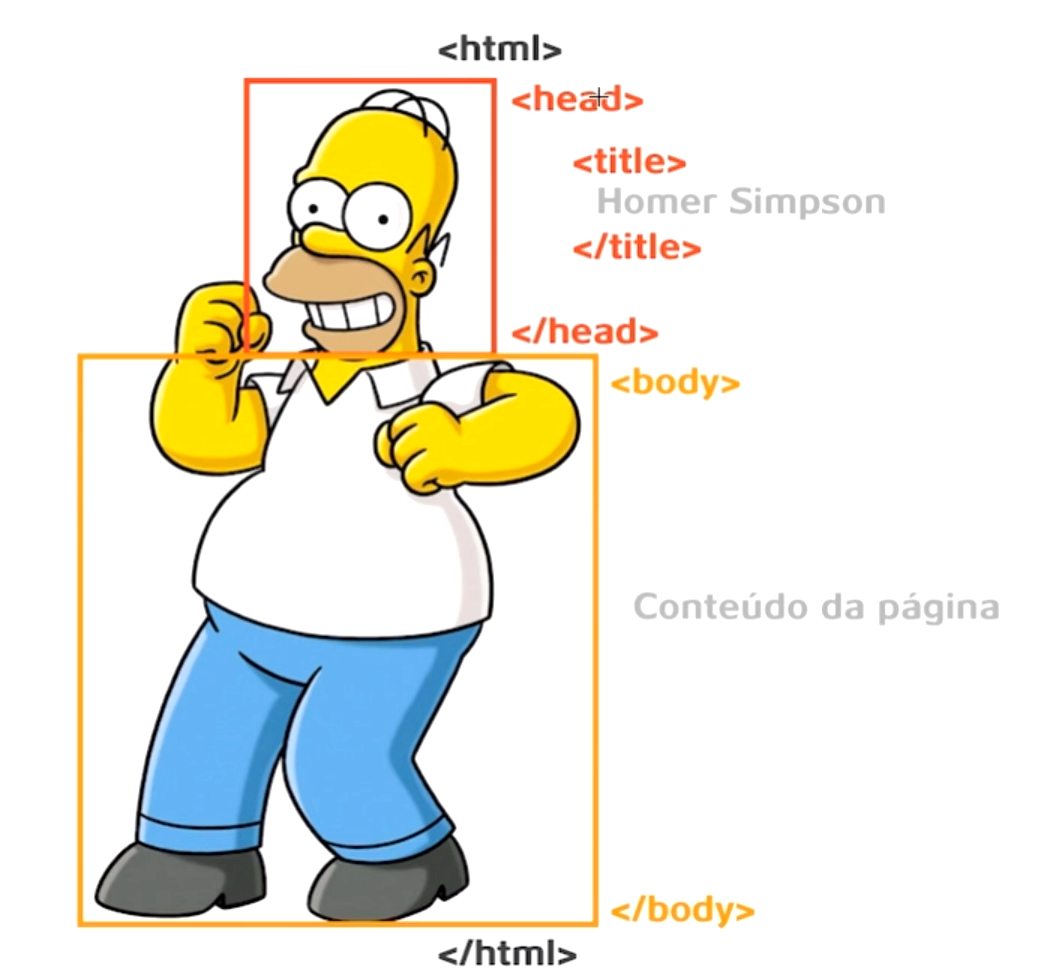 <html>
<head>
<title>
Homer Simpson
</title>
</head>
<body>
Conteúdo da página
</body>
</html>